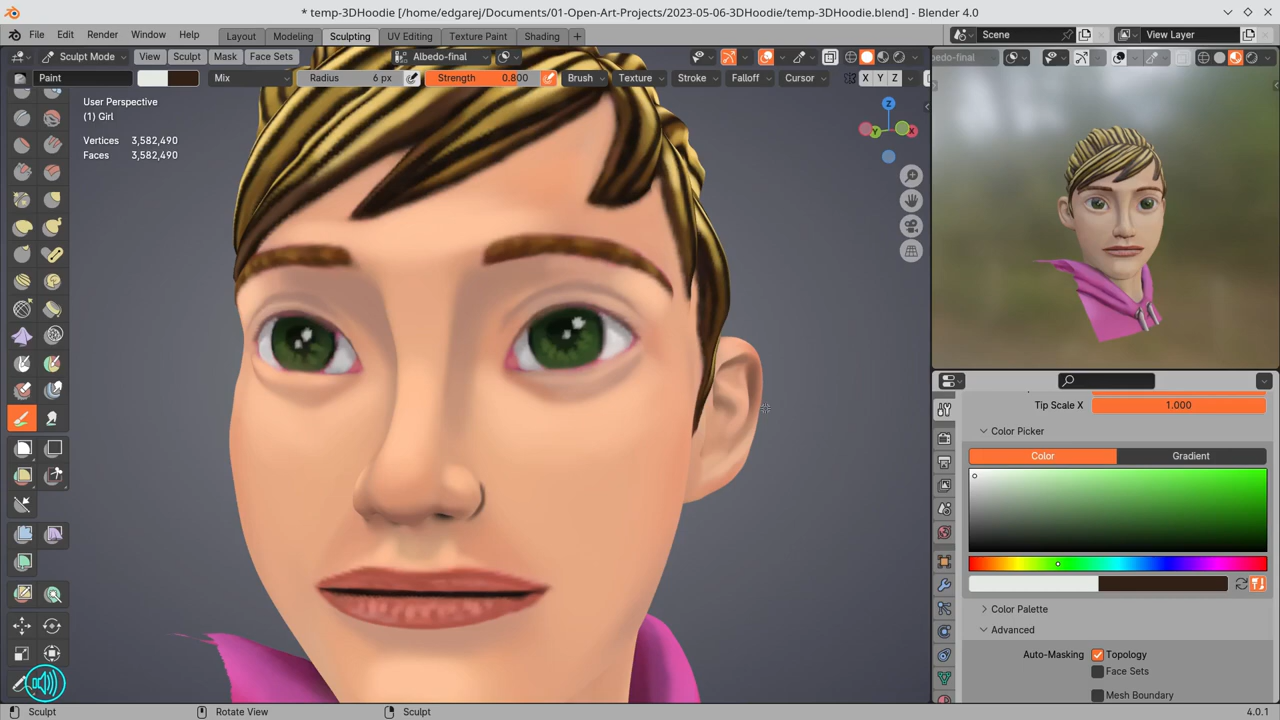 * temp-3DHoodie [/home/edgarej/Documents/01-Open-Art-Projects/2023-05-06-3DHoodie/temp-3DHoodie.blend] - Blender 4.0
File Edit Render Window Help Layout Modeling Sculpting UV Editing Texture Paint Shading + Scene View Layer
Sculpt Mode View Sculpt Mask Face Sets Albedo-final
Paint Mix Radius 6 px Strength 0.800 Brush Texture Stroke Falloff Cursor X Y Z
User Perspective
(1) Girl
Vertices 3,582,490
Faces 3,582,490
Z
Y X
Tip Scale X 1.000
Color Picker
Color Gradient
Color Palette
Advanced
Auto-Masking Topology
Face Sets
Mesh Boundary
Sculpt Rotate View Sculpt 4.0.1